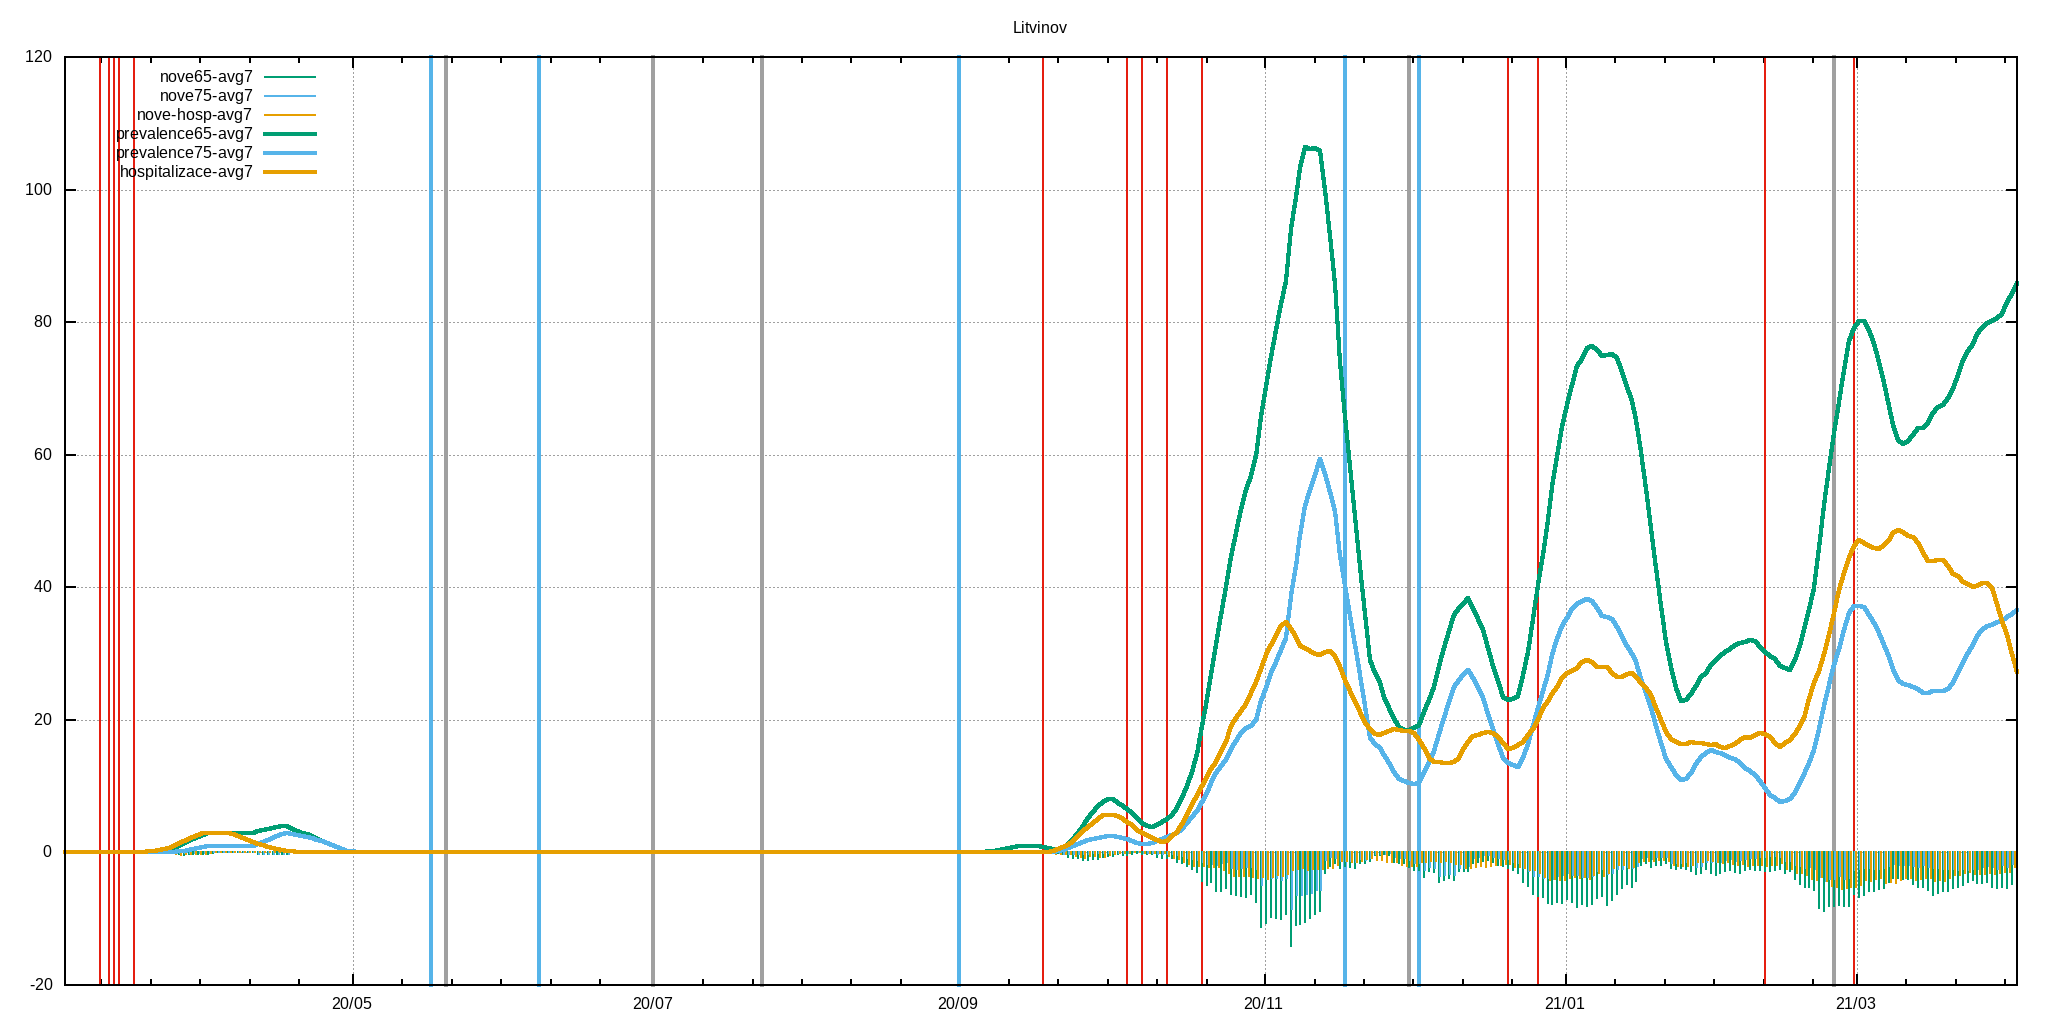 Litvinov
120
100
80
60
40
20
0
-20
nove65-avg7
nove75-avg7
nove-hosp-avg7
prevalence65-avg7
prevalence75-avg7
hospitalizace-avg7
20/05
20/07
20/09
20/11
21/01
21/03